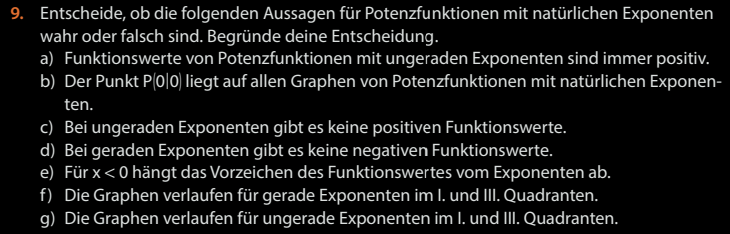 9. Entscheide, ob die folgenden Aussagen für Potenzfunktionen mit natürlichen Exponenten
wahr oder falsch sind. Begründe deine Entscheidung.
a) Funktionswerte von Potenzfunktionen mit ungeraden Exponenten sind immer positiv.
b) Der Punkt P(0|0) liegt auf allen Graphen von Potenzfunktionen mit natürlichen Exponen-
ten.
c) Bei ungeraden Exponenten gibt es keine positiven Funktionswerte.
d) Bei geraden Exponenten gibt es keine negativen Funktionswerte.
e) Für x < 0 hängt das Vorzeichen des Funktionswertes vom Exponenten ab.
f) Die Graphen verlaufen für gerade Exponenten im I. und III. Quadranten.
g) Die Graphen verlaufen für ungerade Exponenten im I. und III. Quadranten.